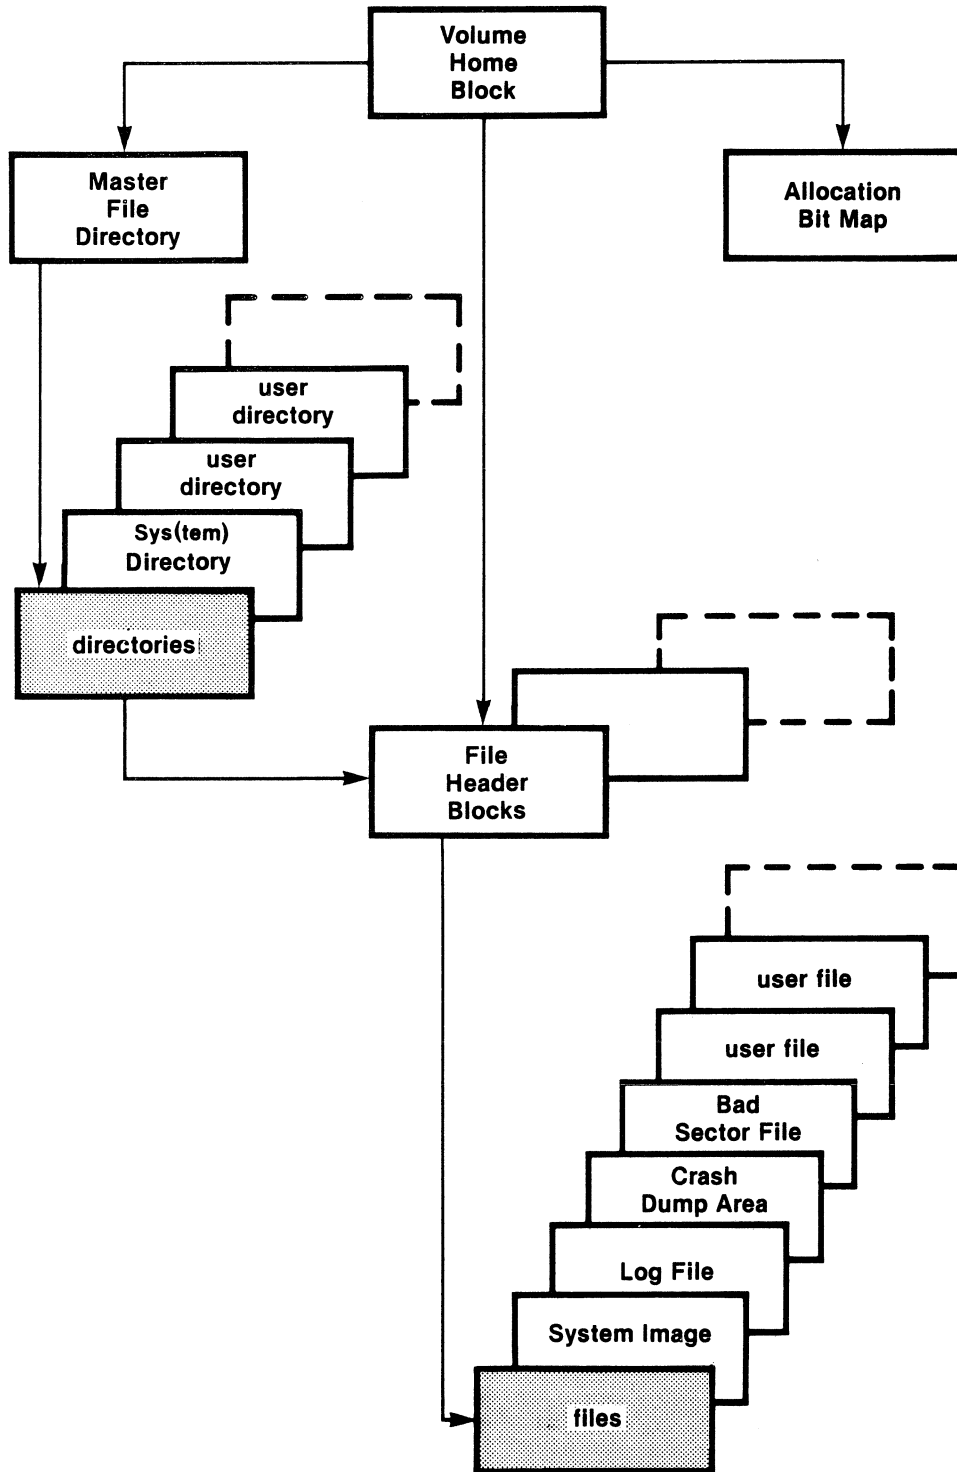 Volume
Home
Block
Master
File
Directory
Allocation
Bit Map
user
directory
user
directory
Sys(tem)
Directory
directories
File
Header
Blocks
user file
user file
Bad
Sector File
Crash
Dump Area
Log File
System Image
files